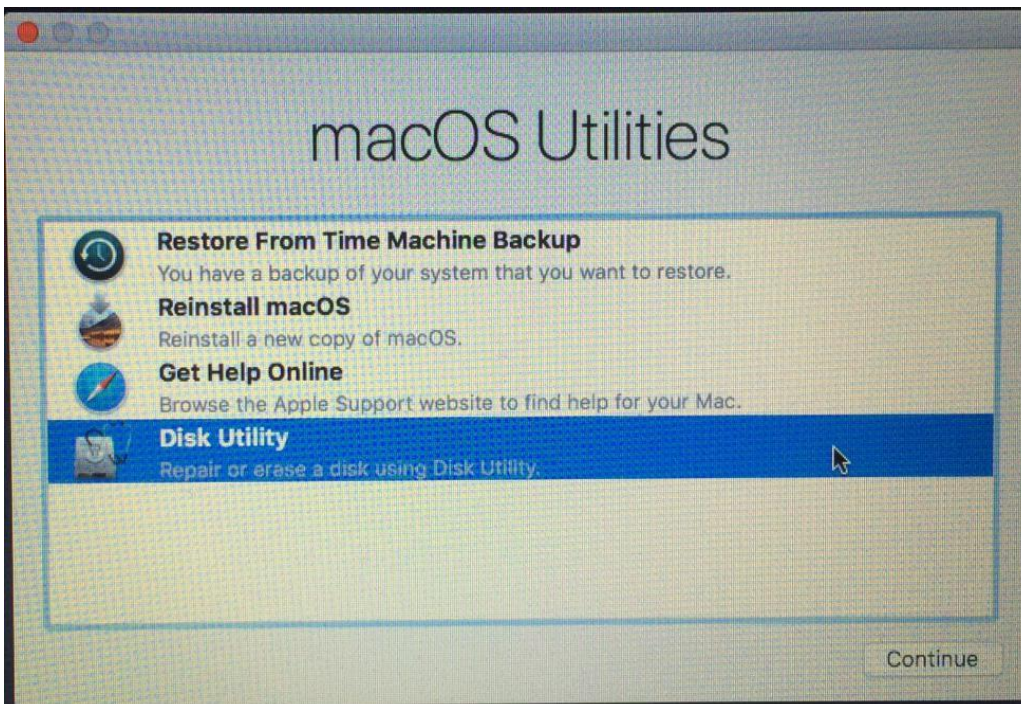 macOS Utilities
Restore From Time Machine Backup
You have a backup of your system that you want to restore.
Reinstall macOS
Reinstall a new copy of macOS.
Get Help Online
Browse the Apple Support website to find help for your Mac.
Disk Utility
Repair or erase a disk using Disk Utility.
Continue